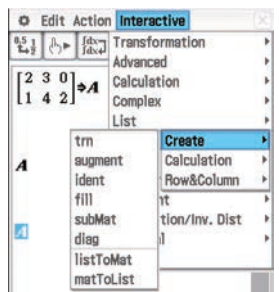 Edit Action Interactive
Transformation
Advanced
[2 3 0]
[1 4 2]⇒A
Calculation
Complex
List
Create
Calculation
Row&Column
trn
augment
ident
fill
subMat
diag
listToMat
matToList
A
nt
tion/Inv. Dist
l
A